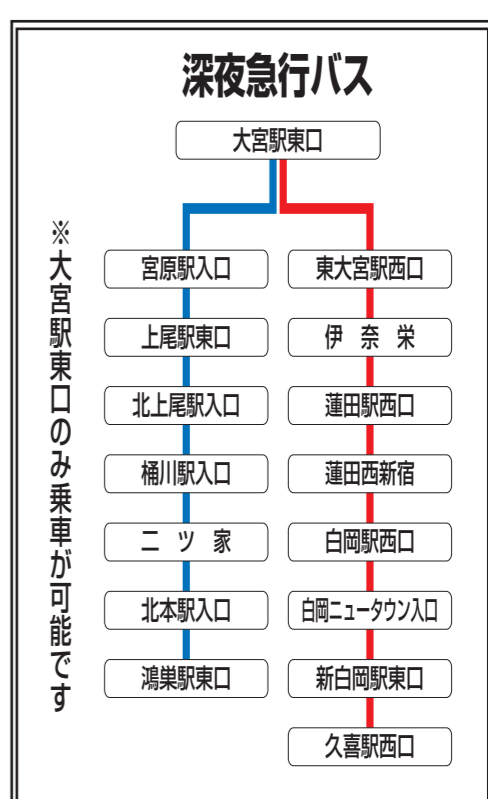 深夜急行バス
大宮駅東口
※大宮駅東口のみ乗車が可能です
宮原駅入口
上尾駅東口
北上尾駅入口
桶川駅入口
二 ツ 家
北本駅入口
鴻巣駅東口
東大宮駅西口
伊 奈 栄
蓮田駅西口
蓮田西新宿
白岡駅西口
白岡ニュータウン入口
新白岡駅東口
久喜駅西口